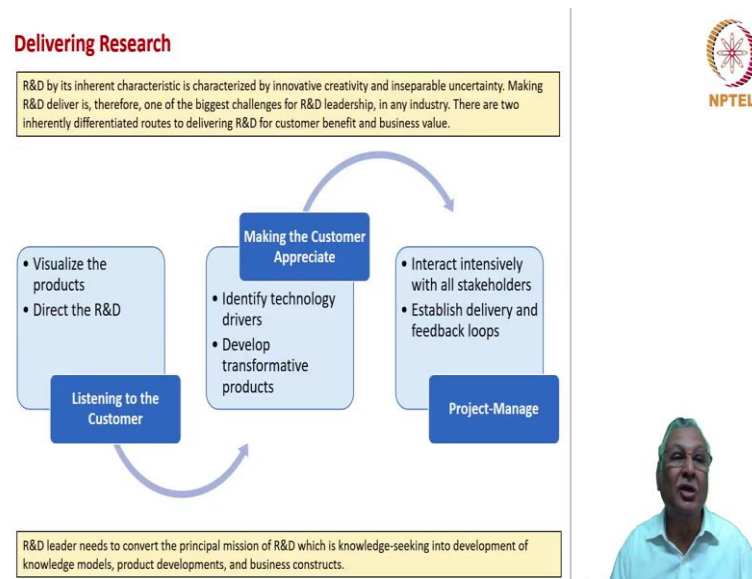 Delivering Research
R&D by its inherent characteristic is characterized by innovative creativity and inseparable uncertainty. Making
R&D deliver is, therefore, one of the biggest challenges for R&D leadership, in any industry. There are two
inherently differentiated routes to delivering R&D for customer benefit and business value.
NPTEL
• Visualize the
products
• Direct the R&D
Listening to the
Customer
Making the Customer
Appreciate
• Identify technology
drivers
• Develop
transformative
products
• Interact intensively
with all stakeholders
• Establish delivery and
feedback loops
Project-Manage
R&D leader needs to convert the principal mission of R&D which is knowledge-seeking into development of
knowledge models, product developments, and business constructs.